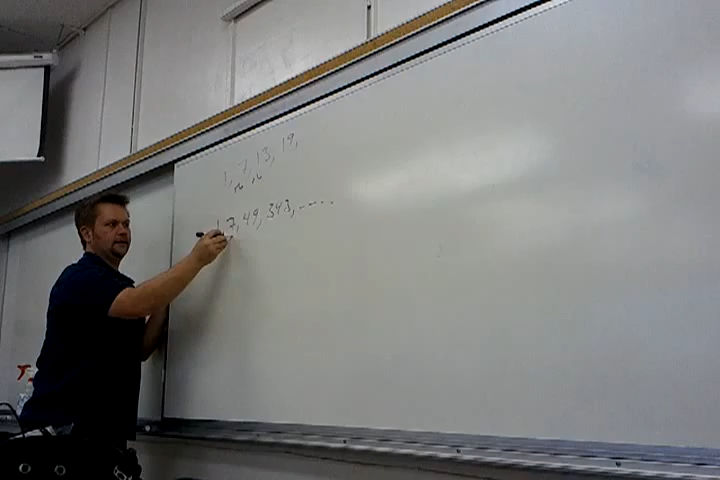 1, 7, 13, 19,
1, 7, 49, 343, .....